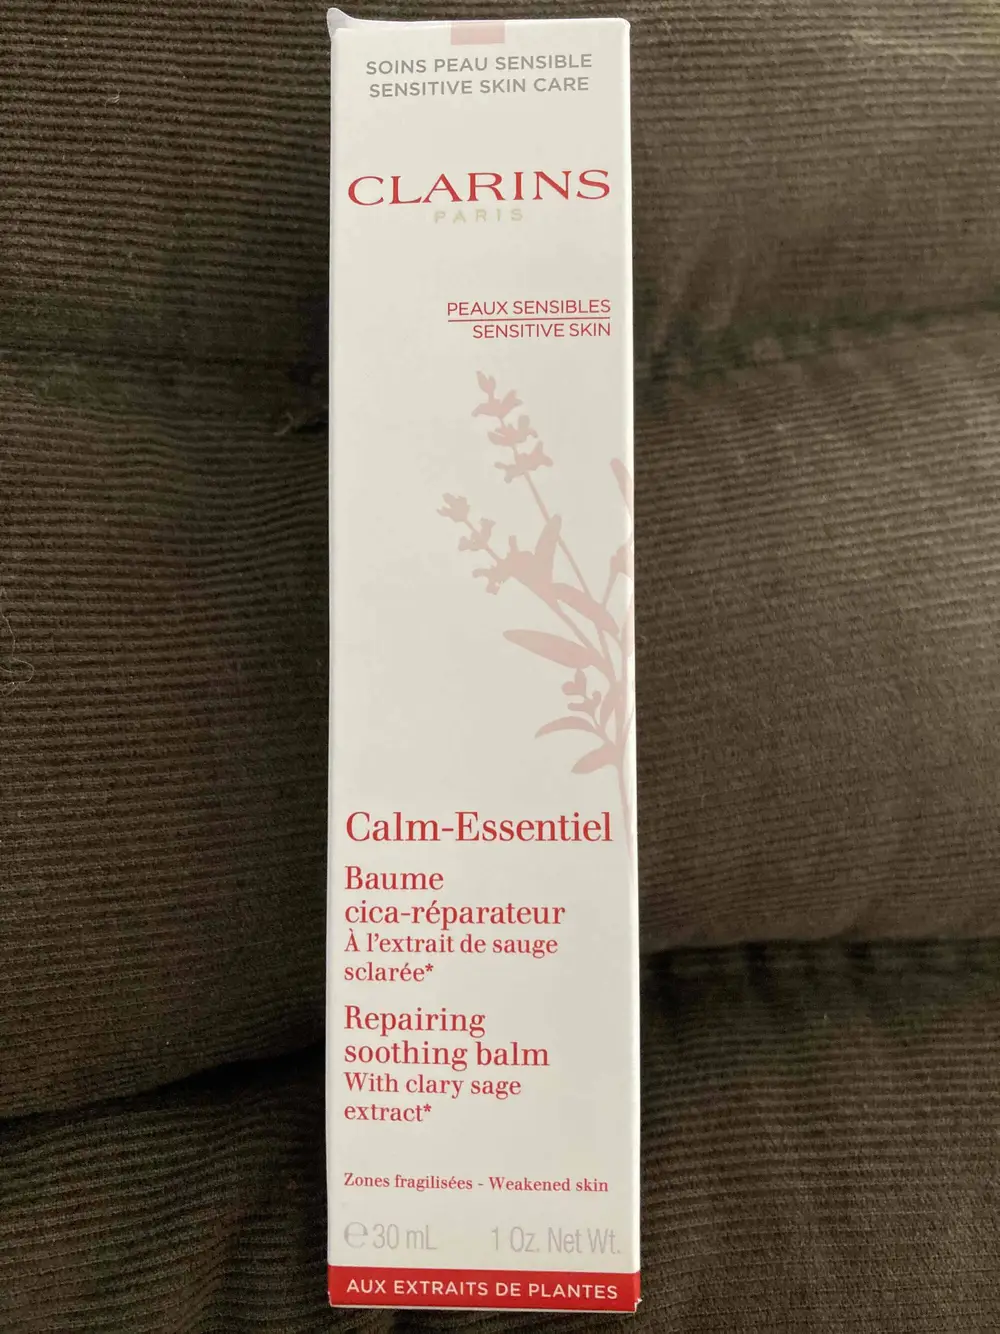 SOINS PEAU SENSIBLE
SENSITIVE SKIN CARE
CLARINS
PARIS
PEAUX SENSIBLES
SENSITIVE SKIN
Calm-Essentiel
Baume
cica-réparateur
À l'extrait de sauge
sclarée*
Repairing
soothing balm
With clary sage
extract*
Zones fragilisées - Weakened skin
℮ 30 mL 1 Oz. Net Wt.
AUX EXTRAITS DE PLANTES